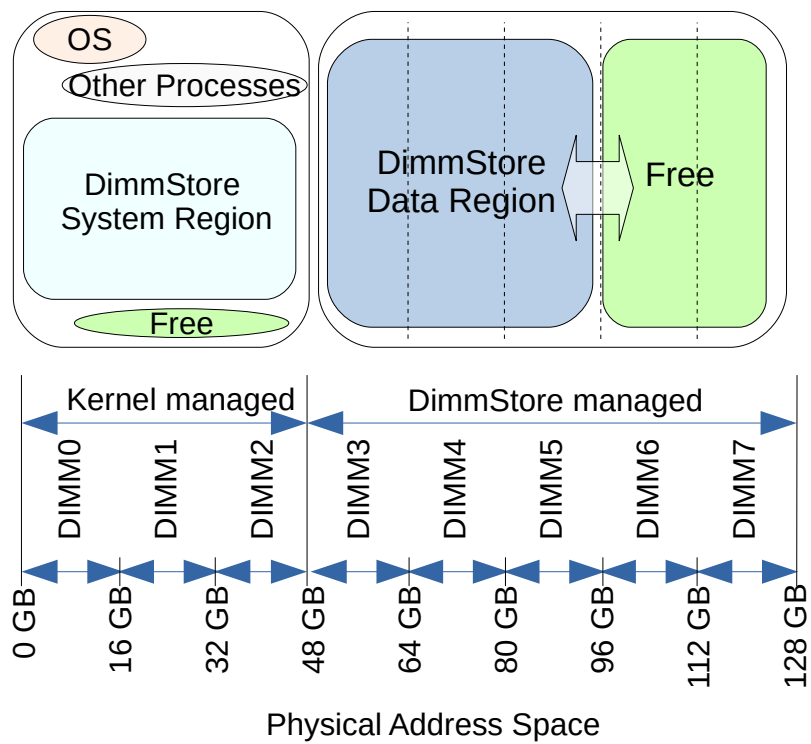 OS
Other Processes
DimmStore
System Region
Free
DimmStore
Data Region
Free
Kernel managed
DimmStore managed
DIMM0
DIMM1
DIMM2
DIMM3
DIMM4
DIMM5
DIMM6
DIMM7
0 GB
16 GB
32 GB
48 GB
64 GB
80 GB
96 GB
112 GB
128 GB
Physical Address Space